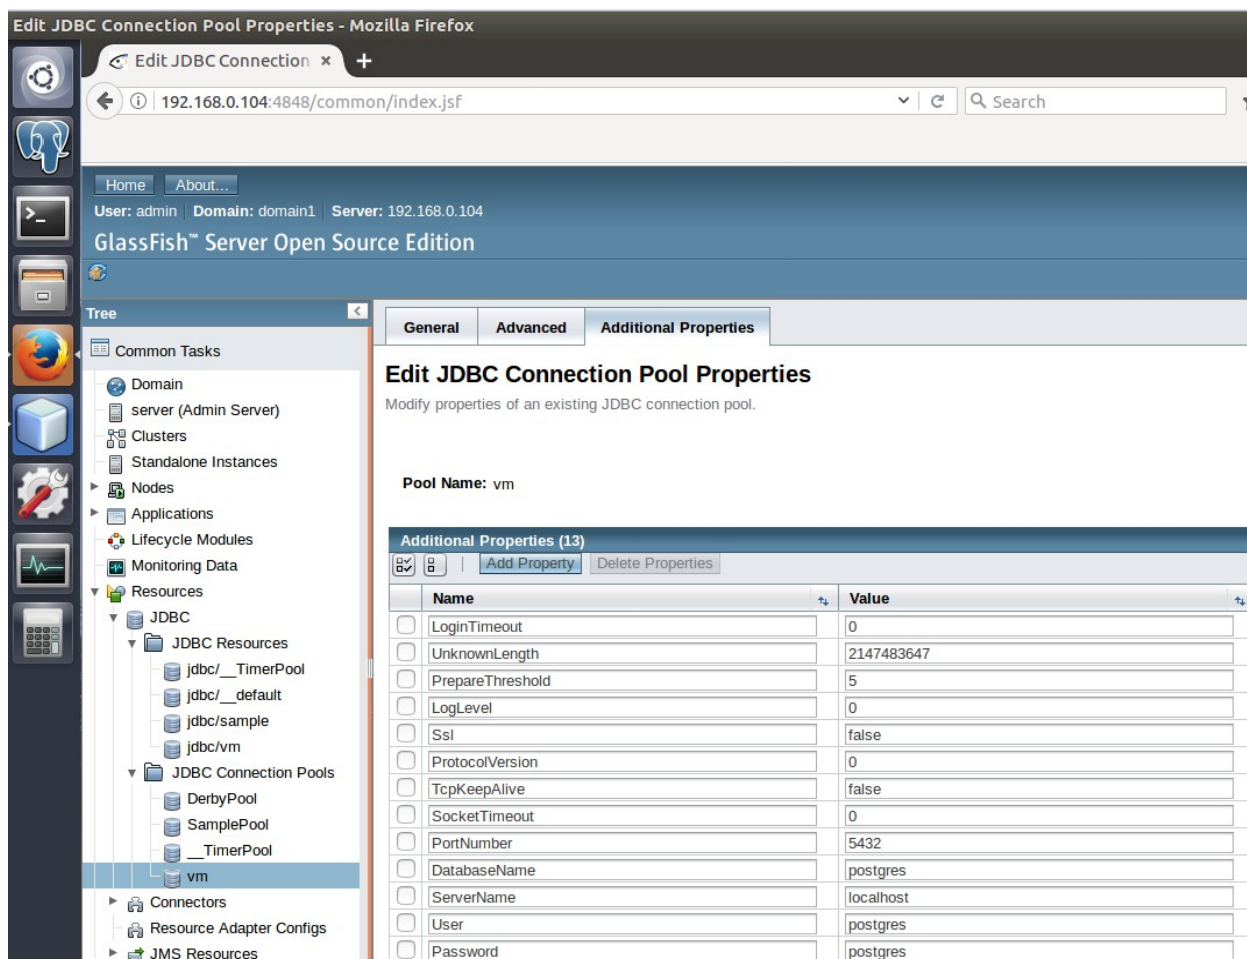 Edit JDBC Connection Pool Properties - Mozilla Firefox
Edit JDBC Connection × +
192.168.0.104:4848/common/index.jsf
Search
Home About...
User: admin Domain: domain1 Server: 192.168.0.104
GlassFish™ Server Open Source Edition
Tree
Common Tasks
Domain
server (Admin Server)
Clusters
Standalone Instances
Nodes
Applications
Lifecycle Modules
Monitoring Data
Resources
JDBC
JDBC Resources
jdbc/__TimerPool
jdbc/__default
jdbc/sample
jdbc/vm
JDBC Connection Pools
DerbyPool
SamplePool
__TimerPool
vm
Connectors
Resource Adapter Configs
JMS Resources
General Advanced Additional Properties
Edit JDBC Connection Pool Properties
Modify properties of an existing JDBC connection pool.
Pool Name: vm
Additional Properties (13)
Add Property Delete Properties
Name Value
LoginTimeout 0
UnknownLength 2147483647
PrepareThreshold 5
LogLevel 0
Ssl false
ProtocolVersion 0
TcpKeepAlive false
SocketTimeout 0
PortNumber 5432
DatabaseName postgres
ServerName localhost
User postgres
Password postgres